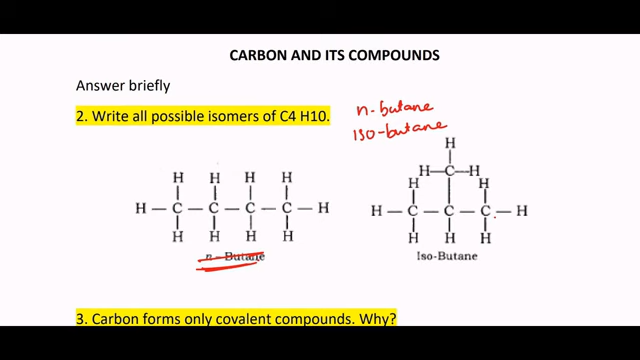 CARBON AND ITS COMPOUNDS
Answer briefly
2. Write all possible isomers of C4 H10.
n-butane
iso-butane
H H H H
H — C — C — C — C — H
H H H H
n - Butane
H
H — C — H
H H
H — C — C — C — H
H H H
Iso-Butane
3. Carbon forms only covalent compounds. Why?